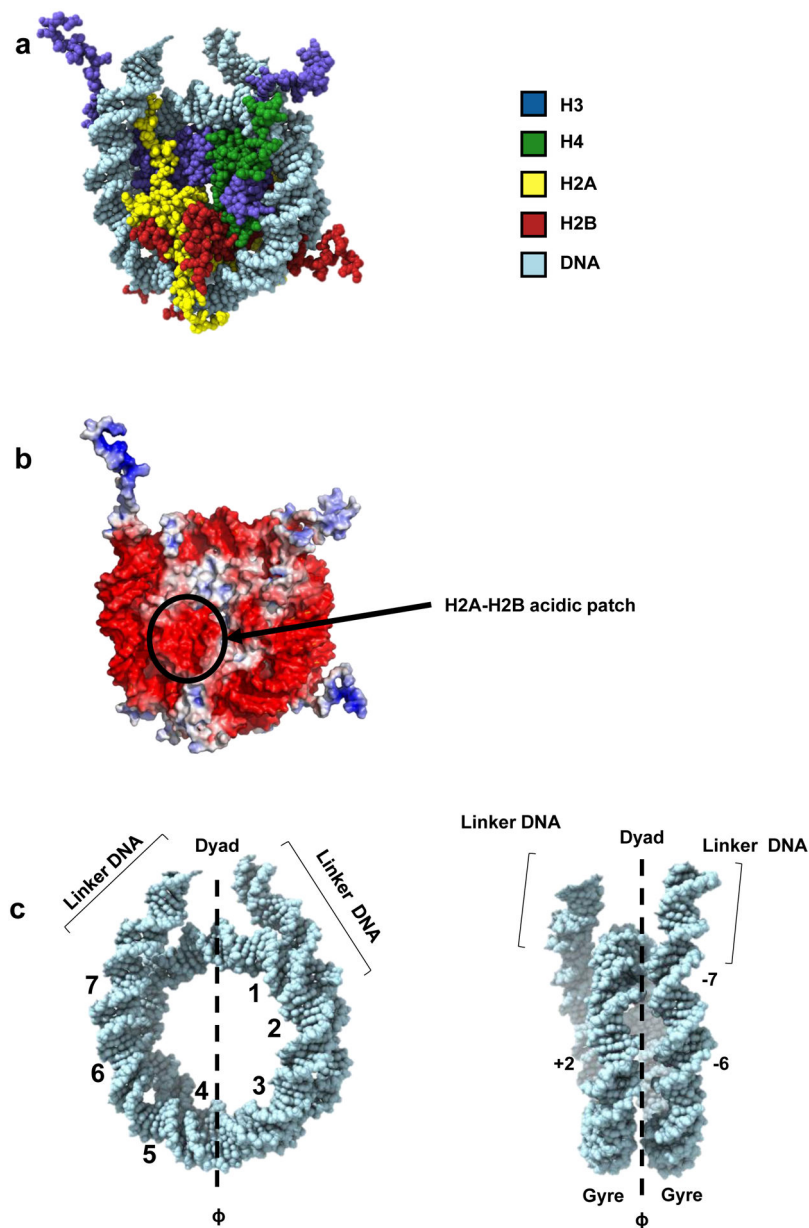 a
H3
H4
H2A
H2B
DNA
b
H2A-H2B acidic patch
c
Linker DNA
Dyad
Linker DNA
7
6
5
4
3
2
1
ϕ
Linker DNA
Dyad
Linker DNA
-7
+2
-6
Gyre
Gyre
ϕ